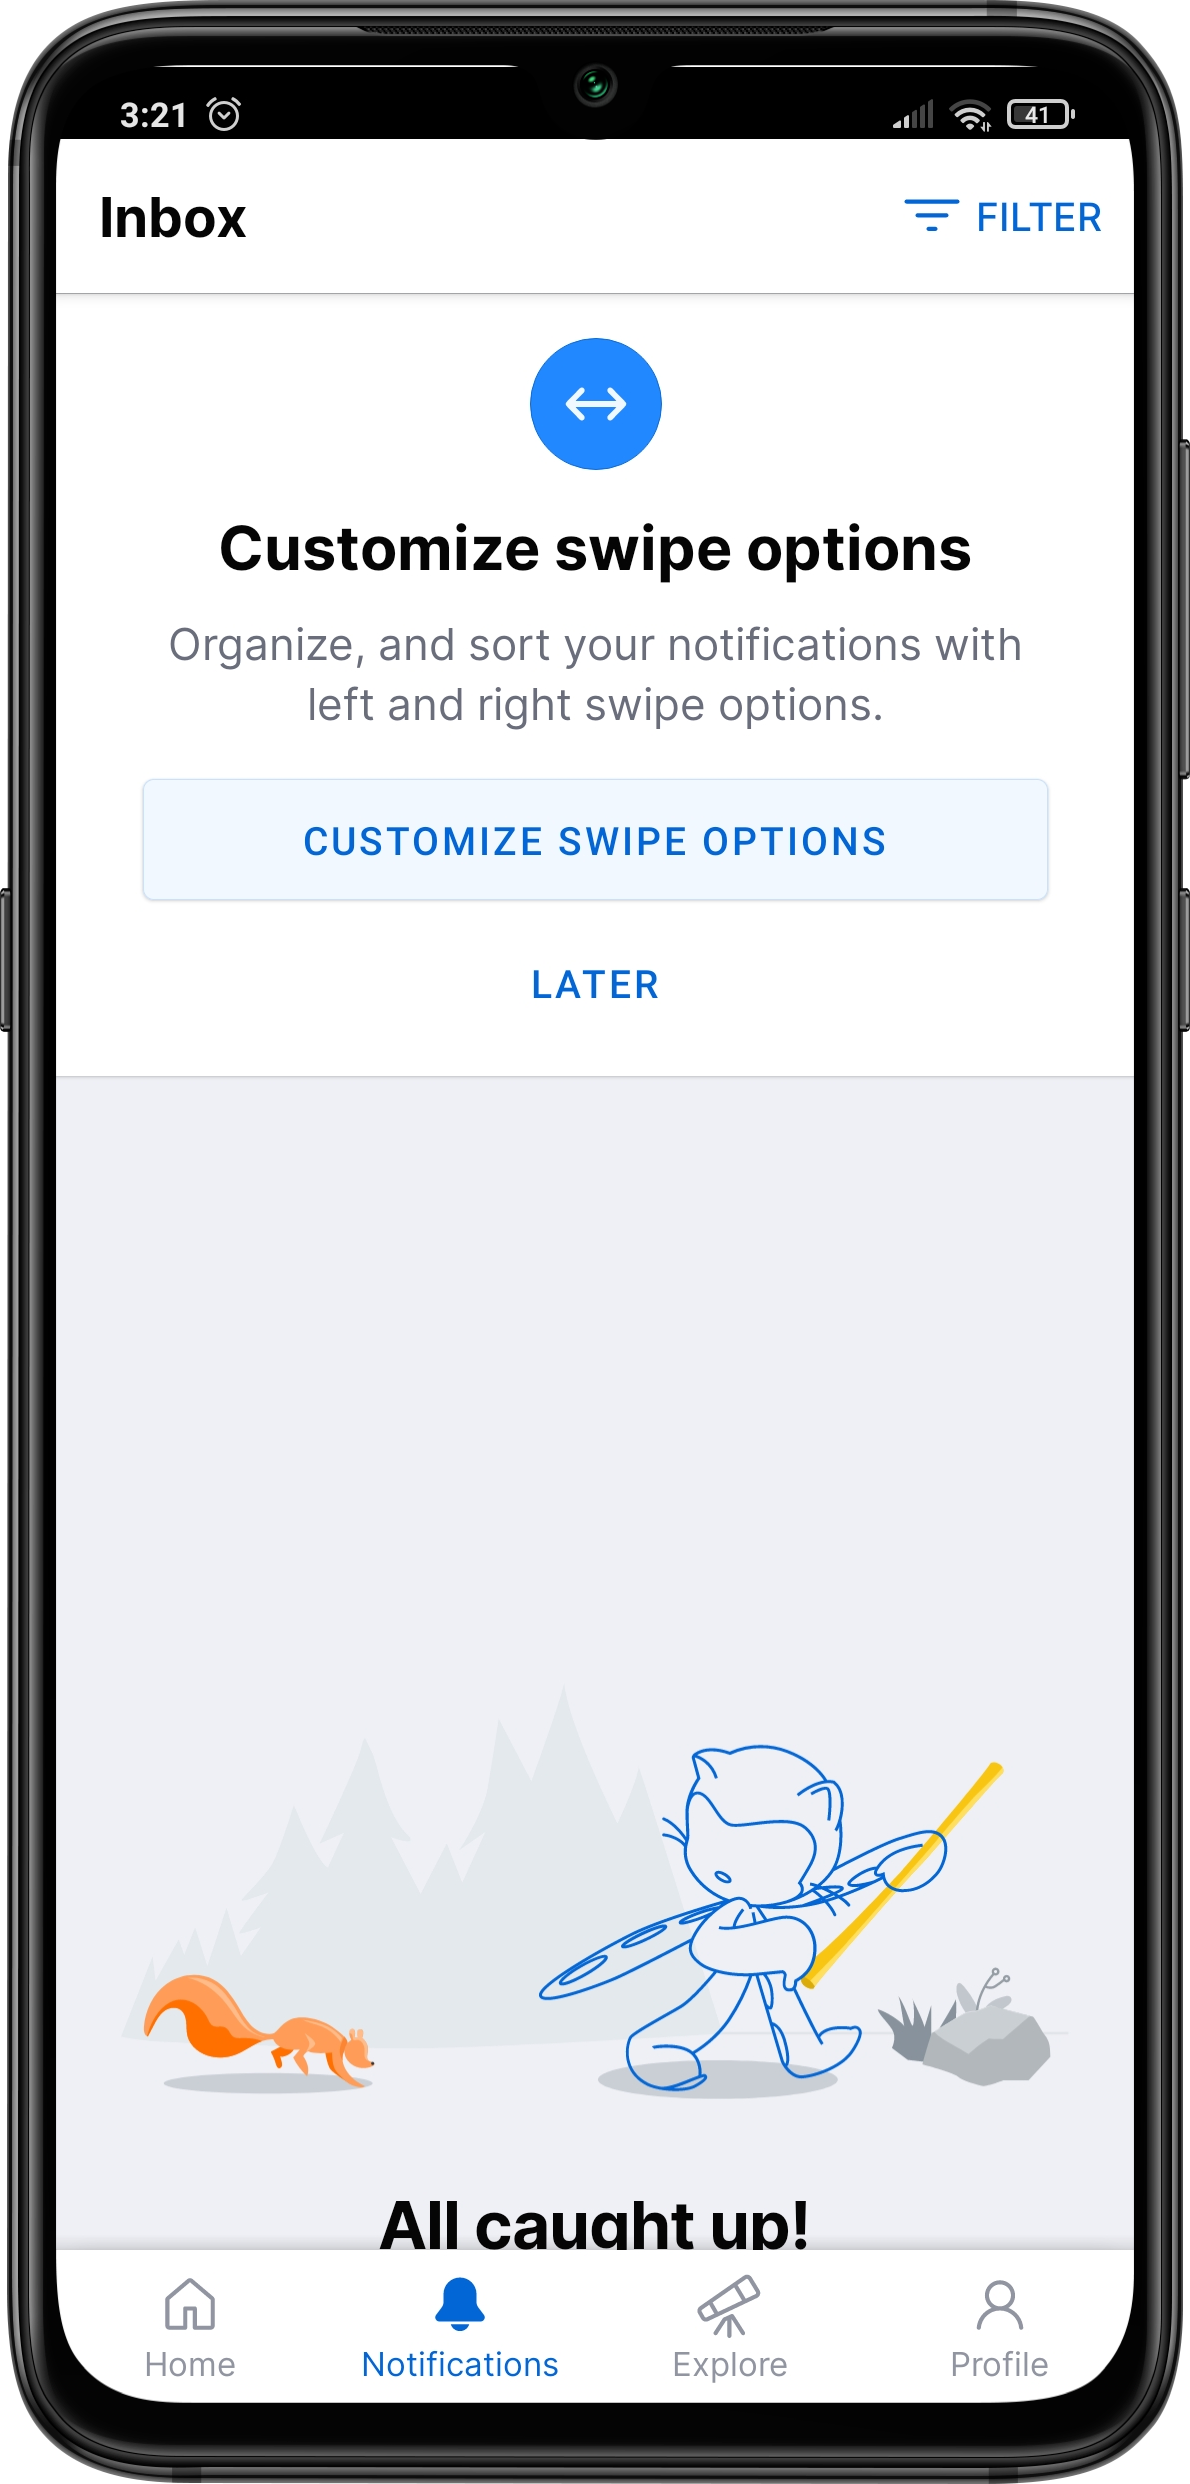 3:21
41
Inbox
FILTER
Customize swipe options
Organize, and sort your notifications with
left and right swipe options.
CUSTOMIZE SWIPE OPTIONS
LATER
All caught up!
Home
Notifications
Explore
Profile